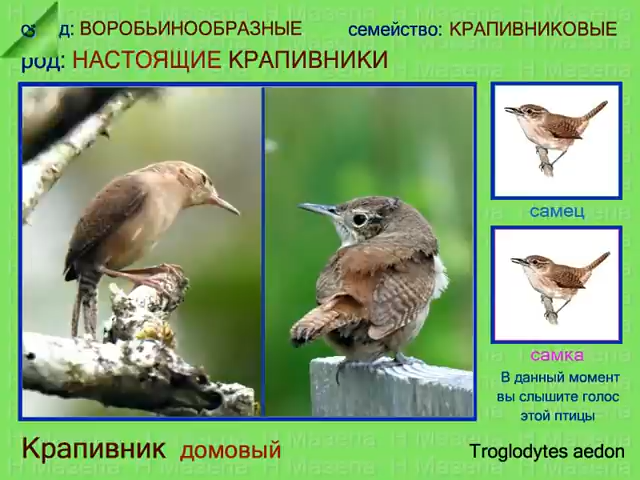 д: ВОРОБЬИНООБРАЗНЫЕ семейство: КРАПИВНИКОВЫЕ
род: НАСТОЯЩИЕ КРАПИВНИКИ
самец
самка
В данный момент
вы слышите голос
этой птицы
Крапивник домовый
Troglodytes aedon